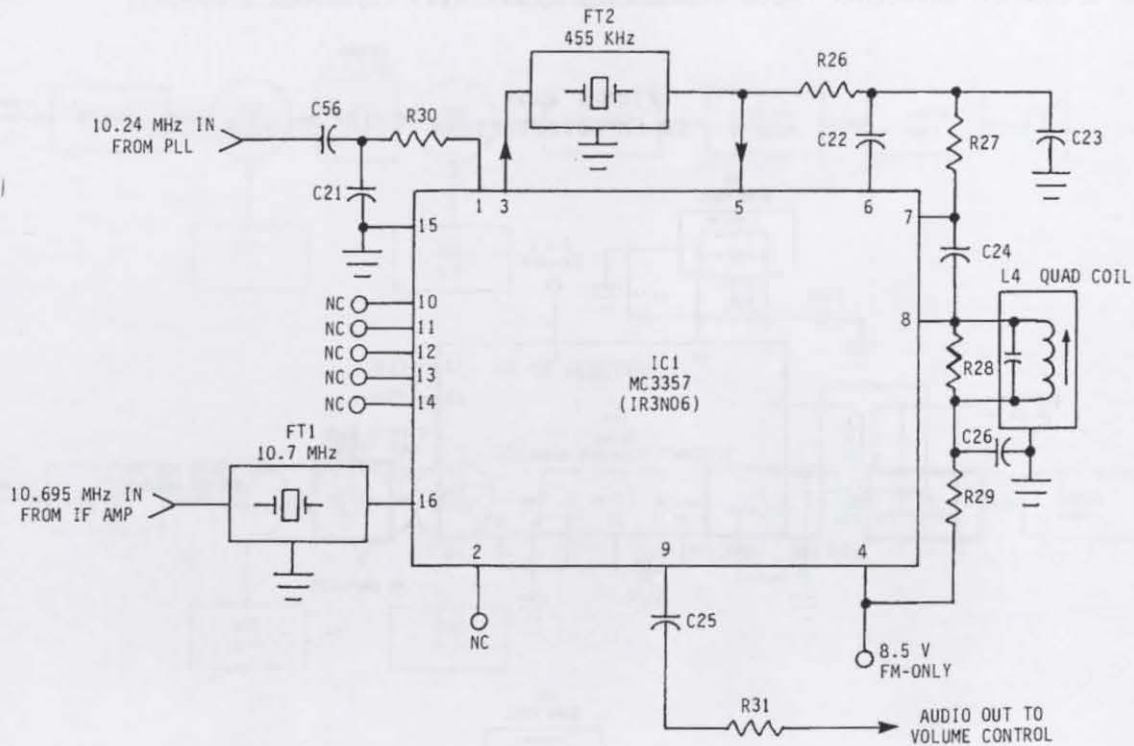 FT2
455 KHz
R26
C56
R30
10.24 MHz IN
FROM PLL
C22
R27
C23
C21
1
3
5
6
15
7
C24
L4 QUAD COIL
NC
10
8
NC
11
NC
12
IC1
R28
NC
13
MC3357
NC
14
(IR3N06)
FT1
10.7 MHz
C26
10.695 MHz IN
FROM IF AMP
16
R29
2
9
4
C25
NC
8.5 V
FM-ONLY
R31
AUDIO OUT TO
VOLUME CONTROL